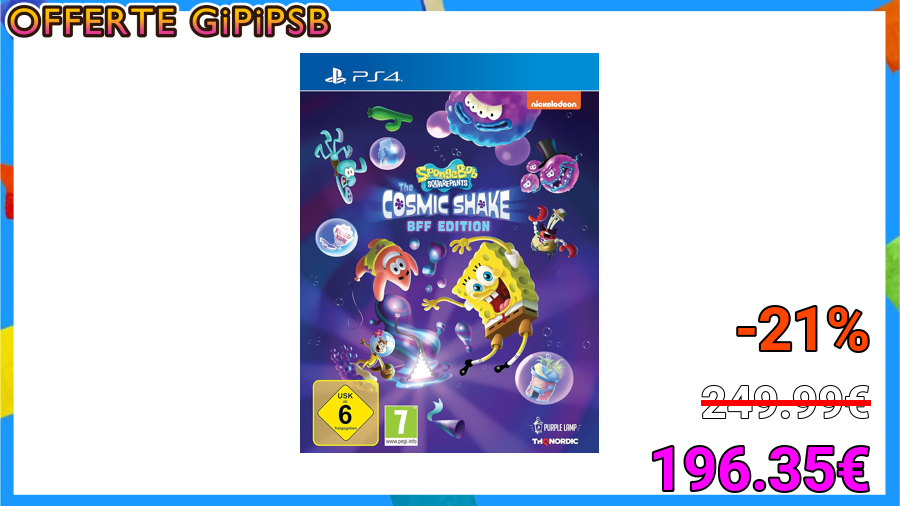 OFFERTE GiPiPSB
PS4
nickelodeon
SpongeBob
SQUAREPANTS
The
COSMIC SHAKE
BFF EDITION
-21%
249.99€
196.35€
USK
ab
6
freigegeben
7
www.pegi.info
PURPLE LAMP
THQ NORDIC